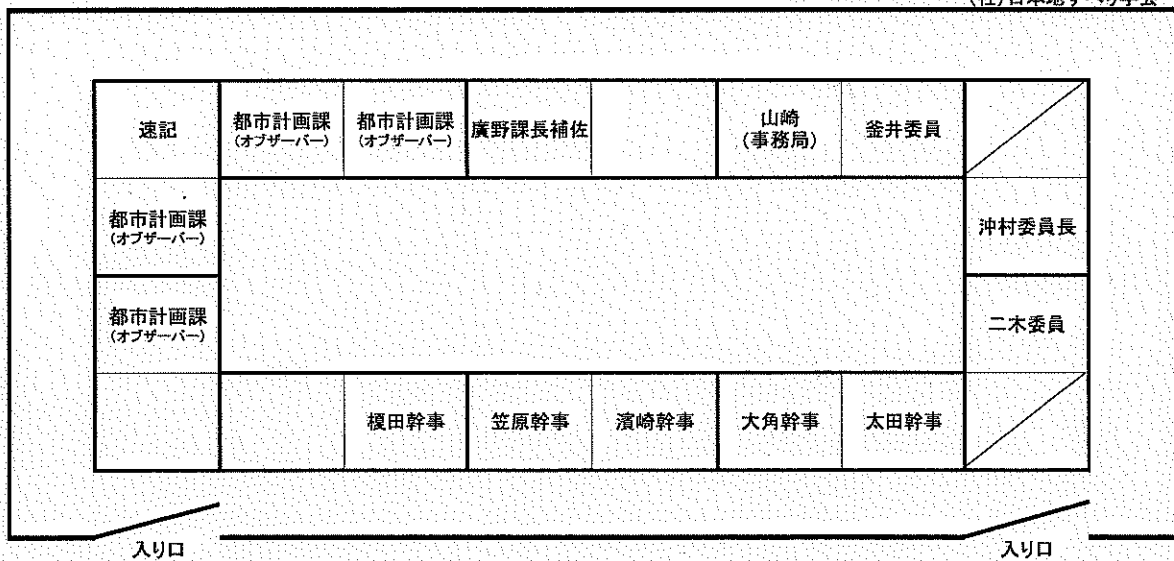 速記
都市計画課
(オブザーバー)
都市計画課
(オブザーバー)
廣野課長補佐
山崎
(事務局)
釜井委員
都市計画課
(オブザーバー)
沖村委員長
都市計画課
(オブザーバー)
二木委員
榎田幹事
笠原幹事
濱崎幹事
大角幹事
太田幹事
入り口
入り口